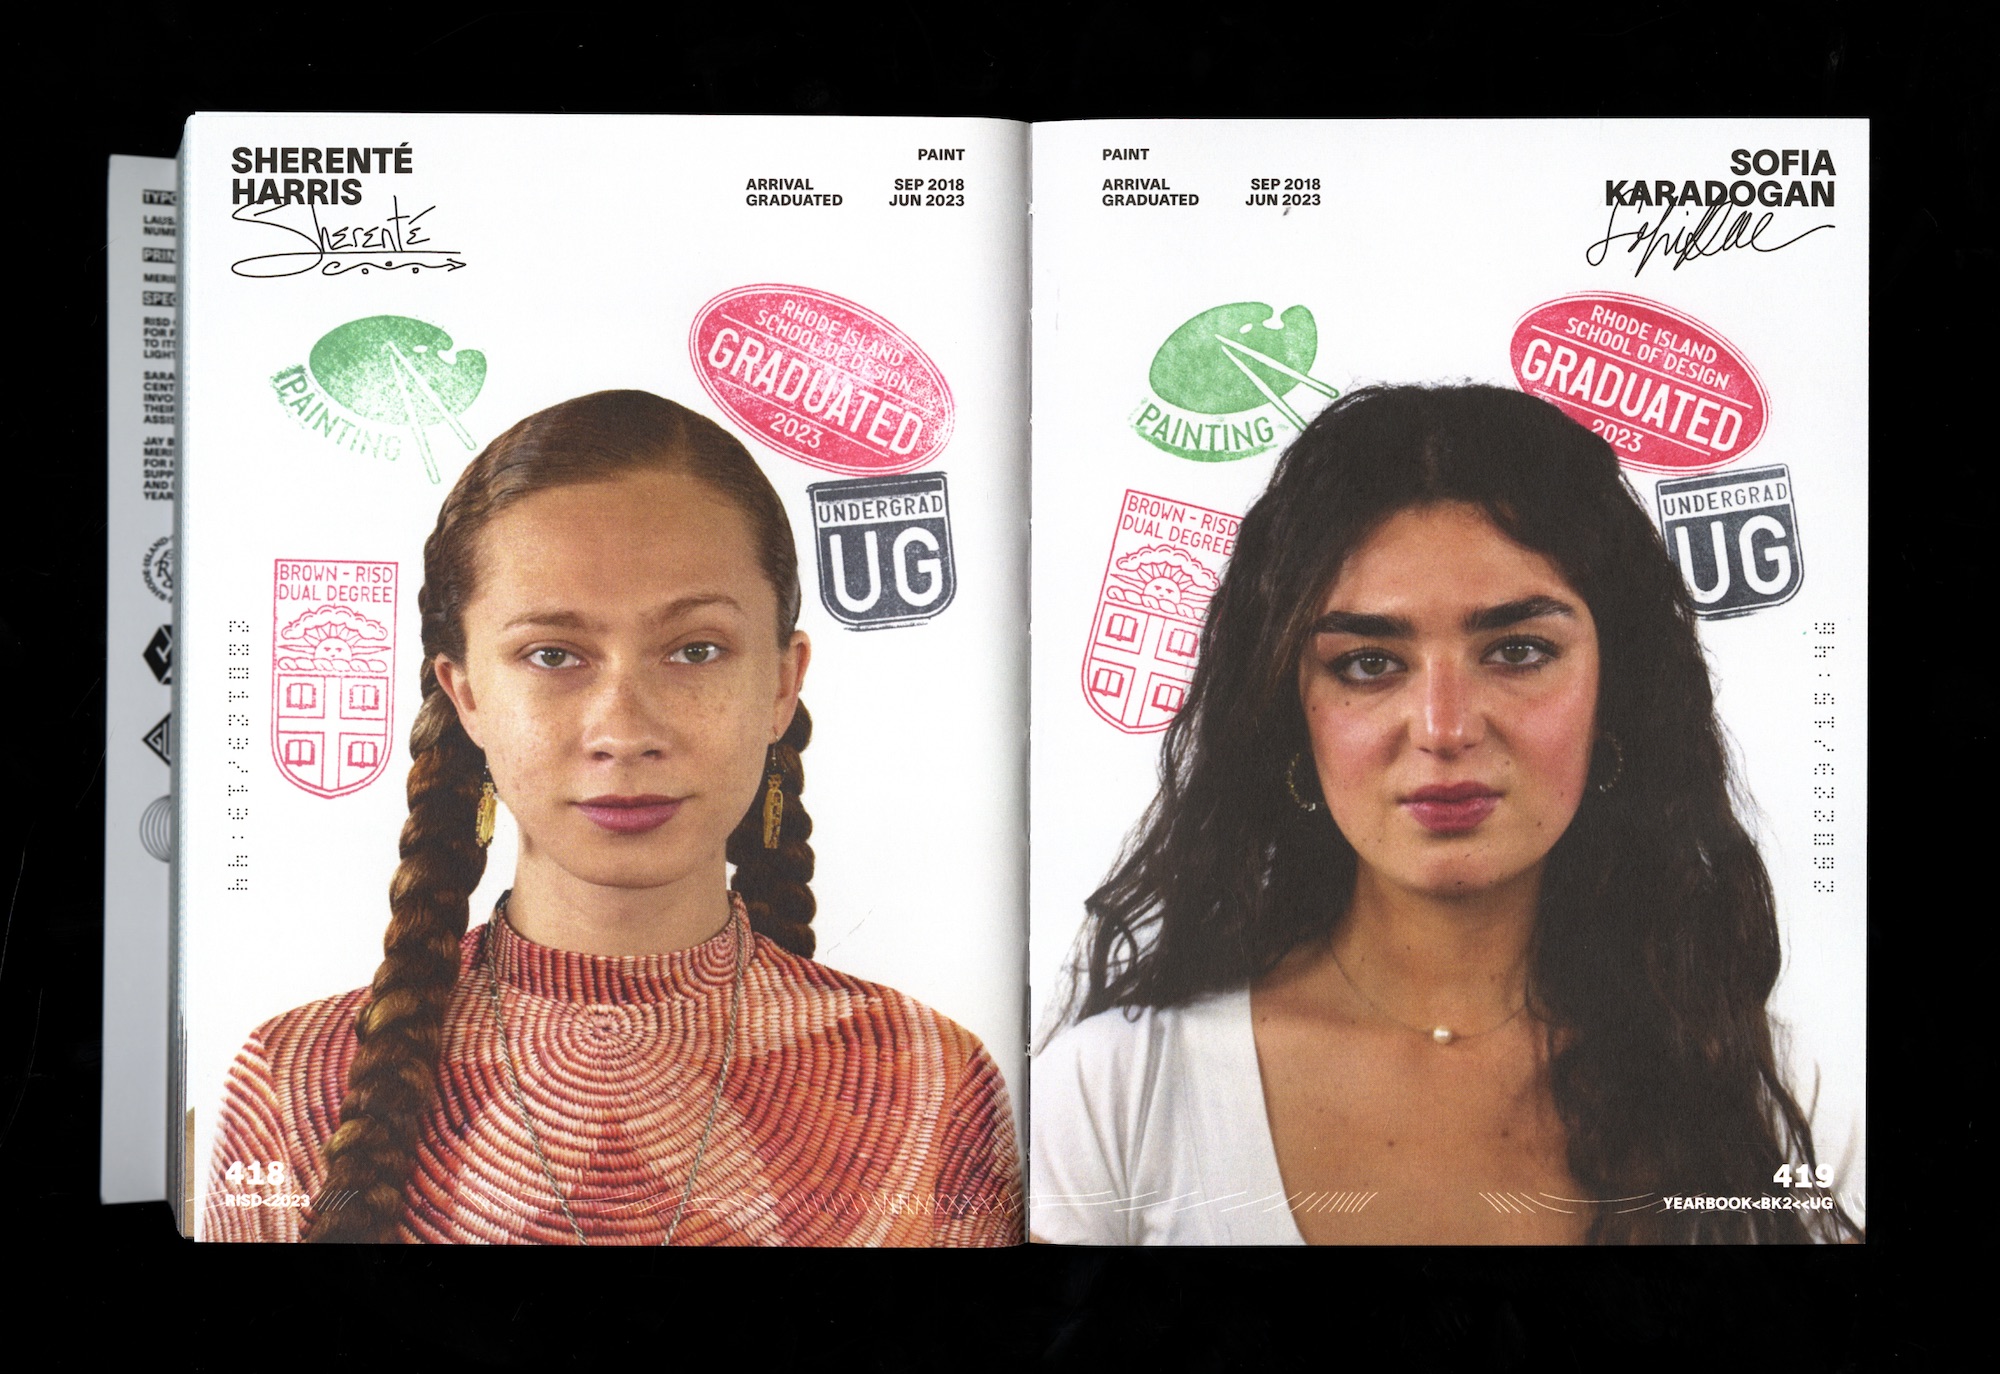 SHERENTÉ
HARRIS
Sherenté
PAINT
ARRIVAL SEP 2018
GRADUATED JUN 2023
PAINTING
RHODE ISLAND
SCHOOL OF DESIGN
GRADUATED
2023
UNDERGRAD
UG
BROWN - RISD
DUAL DEGREE
418
RISD<2023
PAINT
ARRIVAL SEP 2018
GRADUATED JUN 2023
SOFIA
KARADOGAN
PAINTING
RHODE ISLAND
SCHOOL OF DESIGN
GRADUATED
2023
UNDERGRAD
UG
BROWN - RISD
DUAL DEGREE
419
YEARBOOK<BK2<<UG